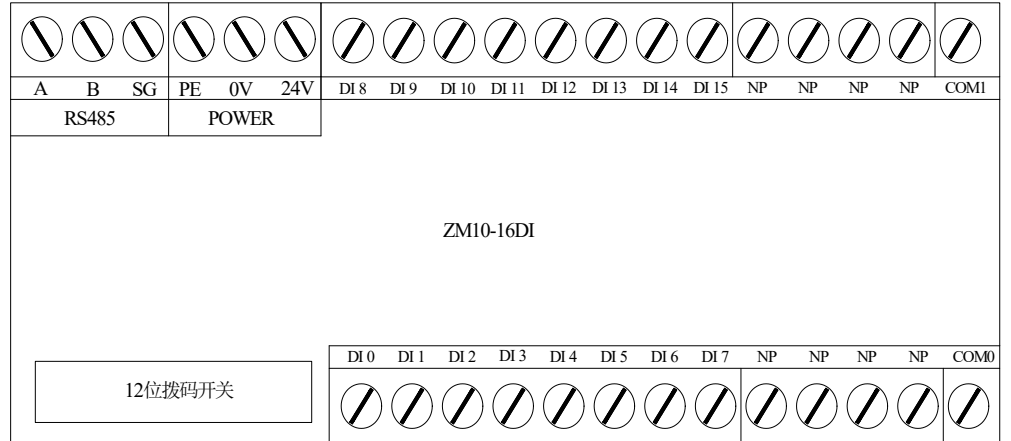 A B SG PE 0V 24V DI 8 DI 9 DI 10 DI 11 DI 12 DI 13 DI 14 DI 15 NP NP NP NP COM1
RS485 POWER
ZM10-16DI
DI 0 DI 1 DI 2 DI 3 DI 4 DI 5 DI 6 DI 7 NP NP NP NP COM0
12位拨码开关